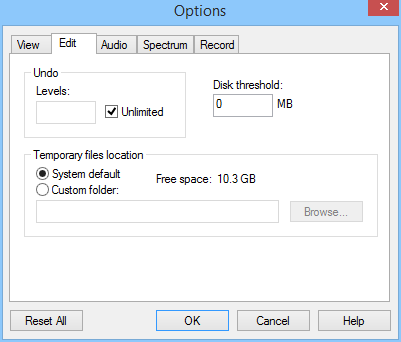 Options
View Edit Audio Spectrum Record
Undo
Levels:
Unlimited
Disk threshold:
0 MB
Temporary files location
System default
Free space: 10.3 GB
Custom folder:
Browse...
Reset All OK Cancel Help